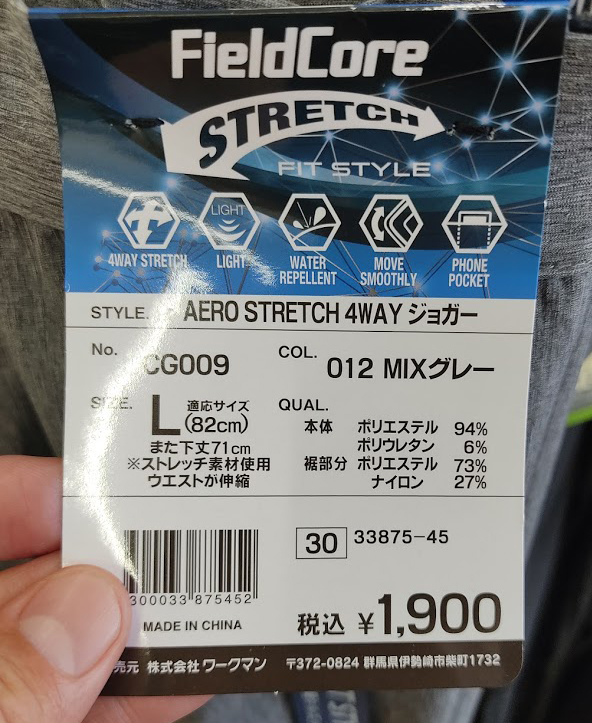 FieldCore
STRETCH
FIT STYLE
LIGHT
4WAY STRETCH
LIGHT
WATER REPELLENT
MOVE SMOOTHLY
PHONE POCKET
STYLE. AERO STRETCH 4WAY ジョガー
No. CG009
COL. 012 MIXグレー
SIZE. L 適応サイズ (82cm)
また下丈71cm
※ストレッチ素材使用
ウエストが伸縮
QUAL.
本体 ポリエステル 94%
ポリウレタン 6%
裾部分 ポリエステル 73%
ナイロン 27%
30 33875-45
300033 875452
MADE IN CHINA
税込 ¥1,900
売元 株式会社 ワークマン 〒372-0824 群馬県伊勢崎市柴町1732